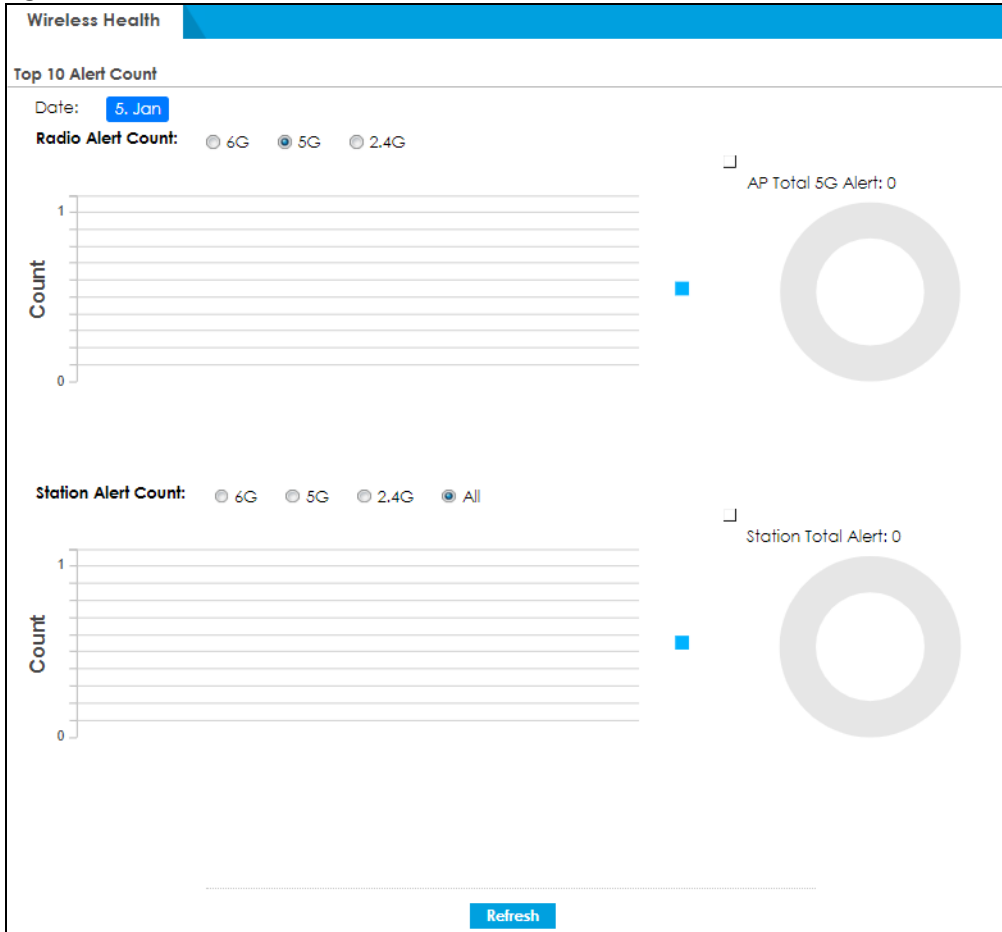 Wireless Health
Top 10 Alert Count
Date: 5. Jan
Radio Alert Count: 6G 5G 2.4G
AP Total 5G Alert: 0
1
Count
0
Station Alert Count: 6G 5G 2.4G All
Station Total Alert: 0
1
Count
0
Refresh